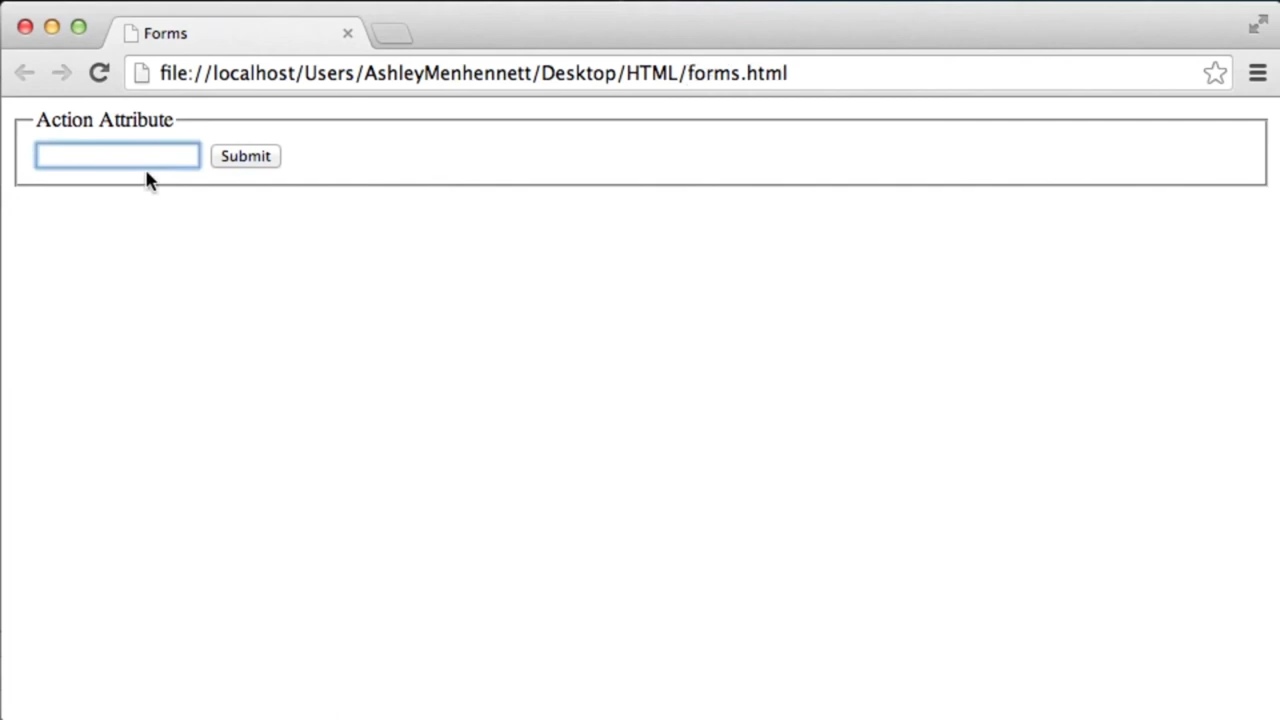 Forms
file://localhost/Users/AshleyMenhennett/Desktop/HTML/forms.html
Action Attribute
Submit